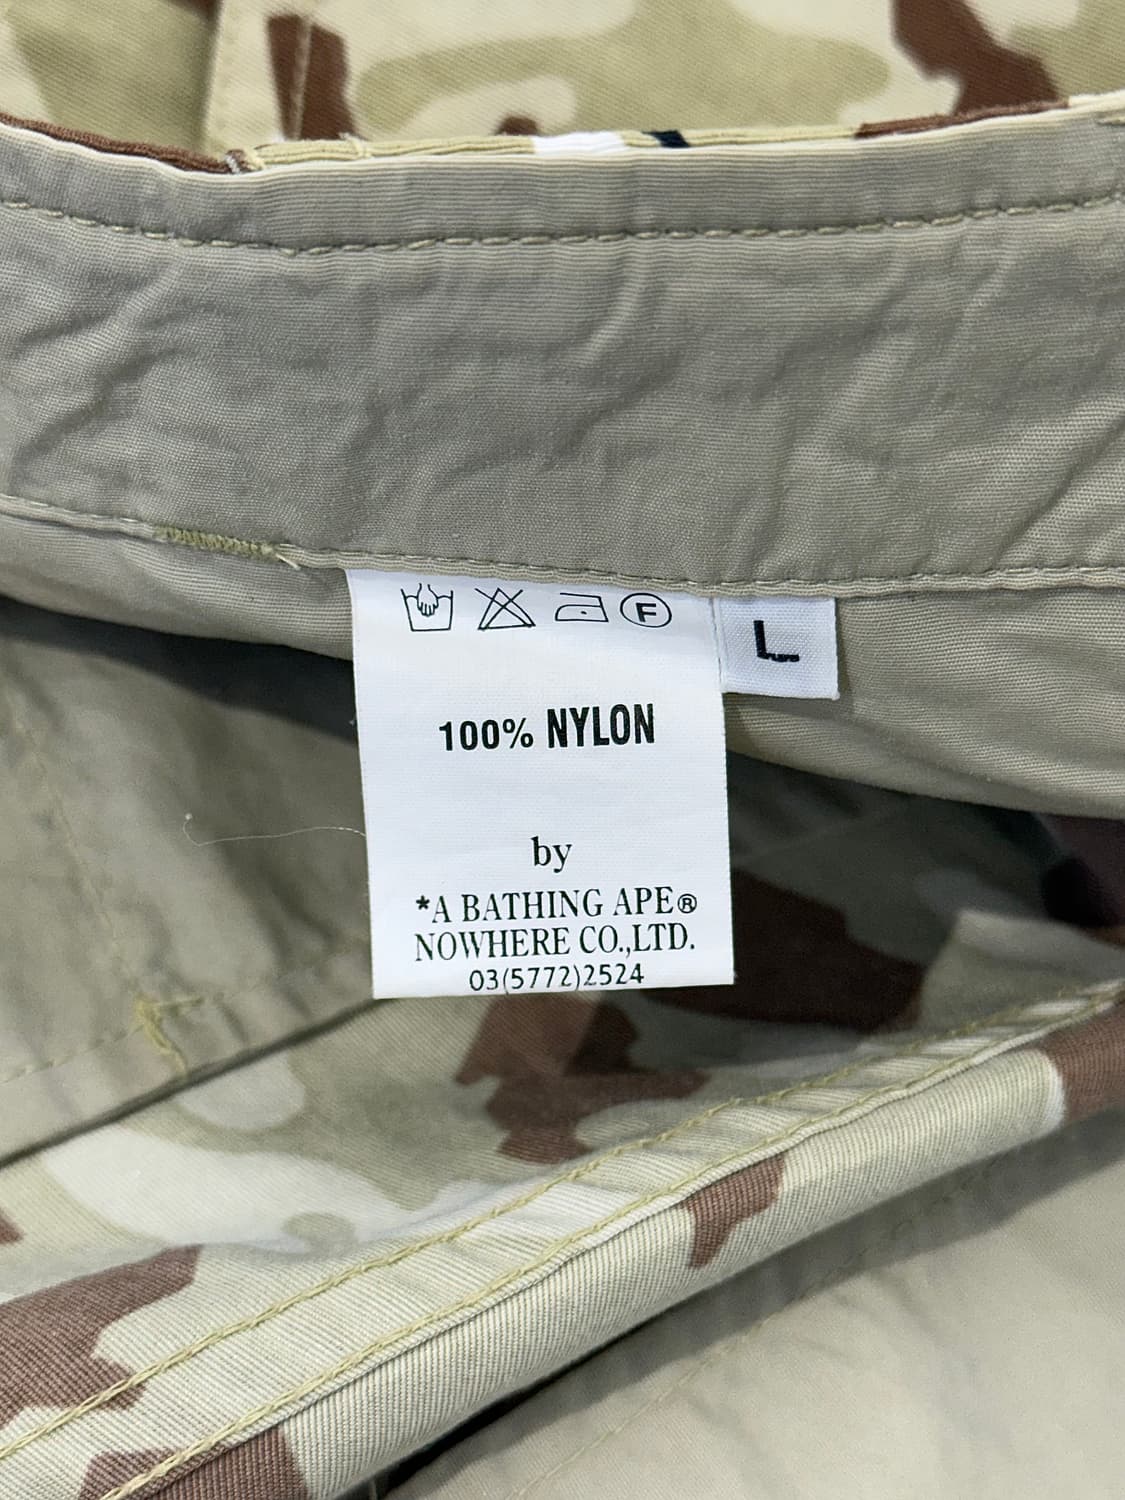 F
L
100% NYLON
by
*A BATHING APE®
NOWHERE CO.,LTD.
03(5772)2524